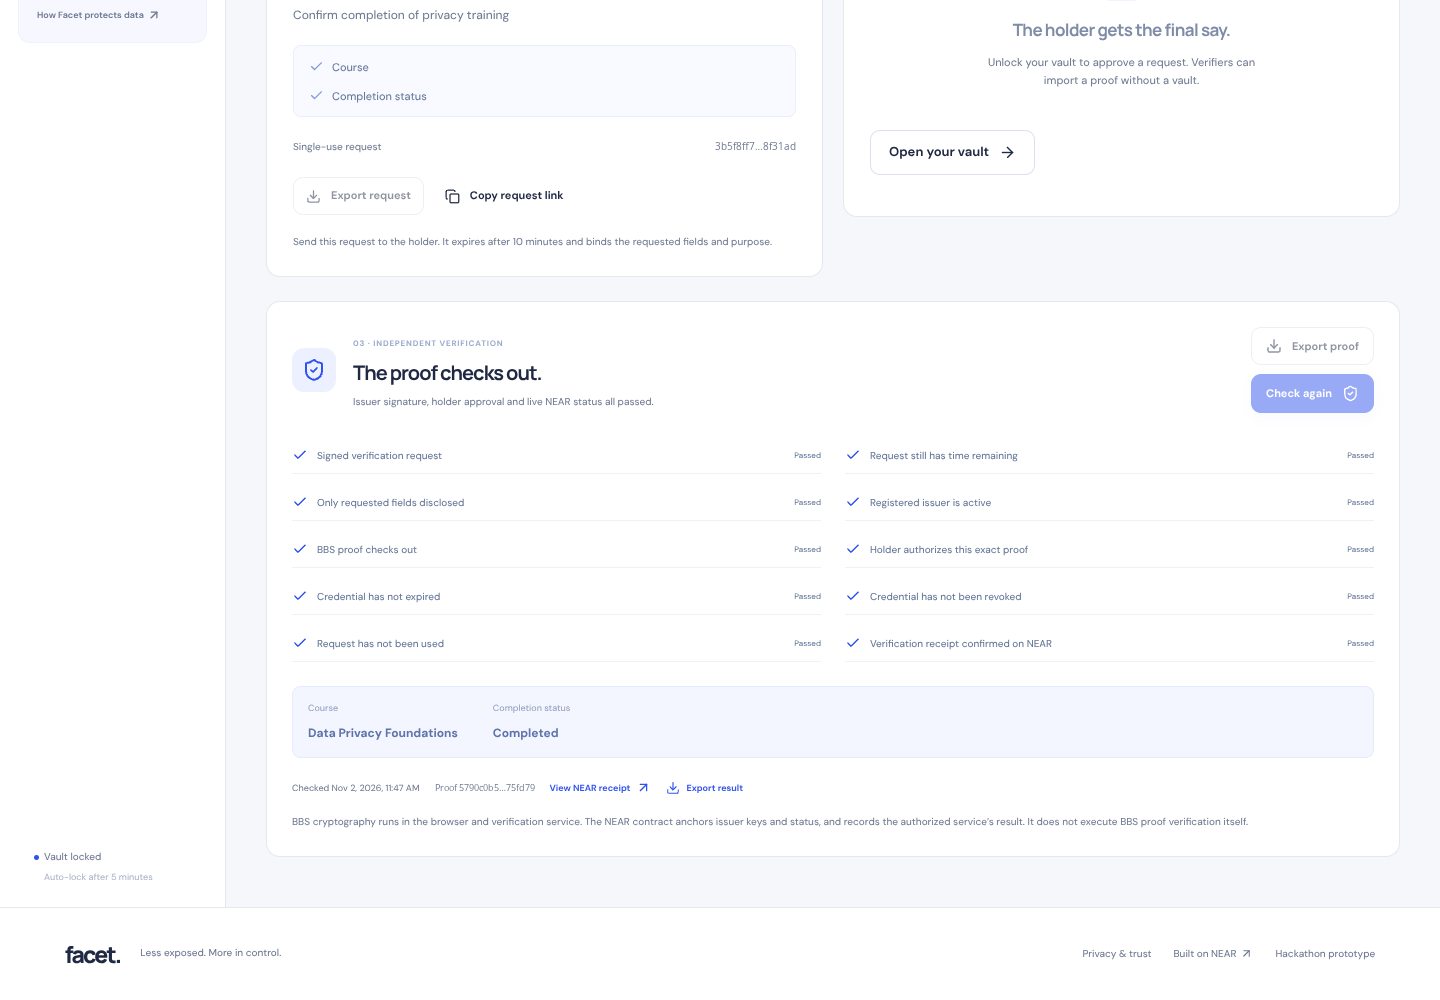 How Facet protects data
Confirm completion of privacy training
Course
Completion status
Single-use request
3b5f8ff7...8f31ad
Export request
Copy request link
Send this request to the holder. It expires after 10 minutes and binds the requested fields and purpose.
The holder gets the final say.
Unlock your vault to approve a request. Verifiers can
import a proof without a vault.
Open your vault
03 · INDEPENDENT VERIFICATION
The proof checks out.
Issuer signature, holder approval and live NEAR status all passed.
Export proof
Check again
Signed verification request Passed
Request still has time remaining Passed
Only requested fields disclosed Passed
Registered issuer is active Passed
BBS proof checks out Passed
Holder authorizes this exact proof Passed
Credential has not expired Passed
Credential has not been revoked Passed
Request has not been used Passed
Verification receipt confirmed on NEAR Passed
Course
Data Privacy Foundations
Completion status
Completed
Checked Nov 2, 2026, 11:47 AM Proof 5790c0b5...75fd79 View NEAR receipt Export result
BBS cryptography runs in the browser and verification service. The NEAR contract anchors issuer keys and status, and records the authorized service's result. It does not execute BBS proof verification itself.
Vault locked
Auto-lock after 5 minutes
facet. Less exposed. More in control.
Privacy & trust Built on NEAR Hackathon prototype